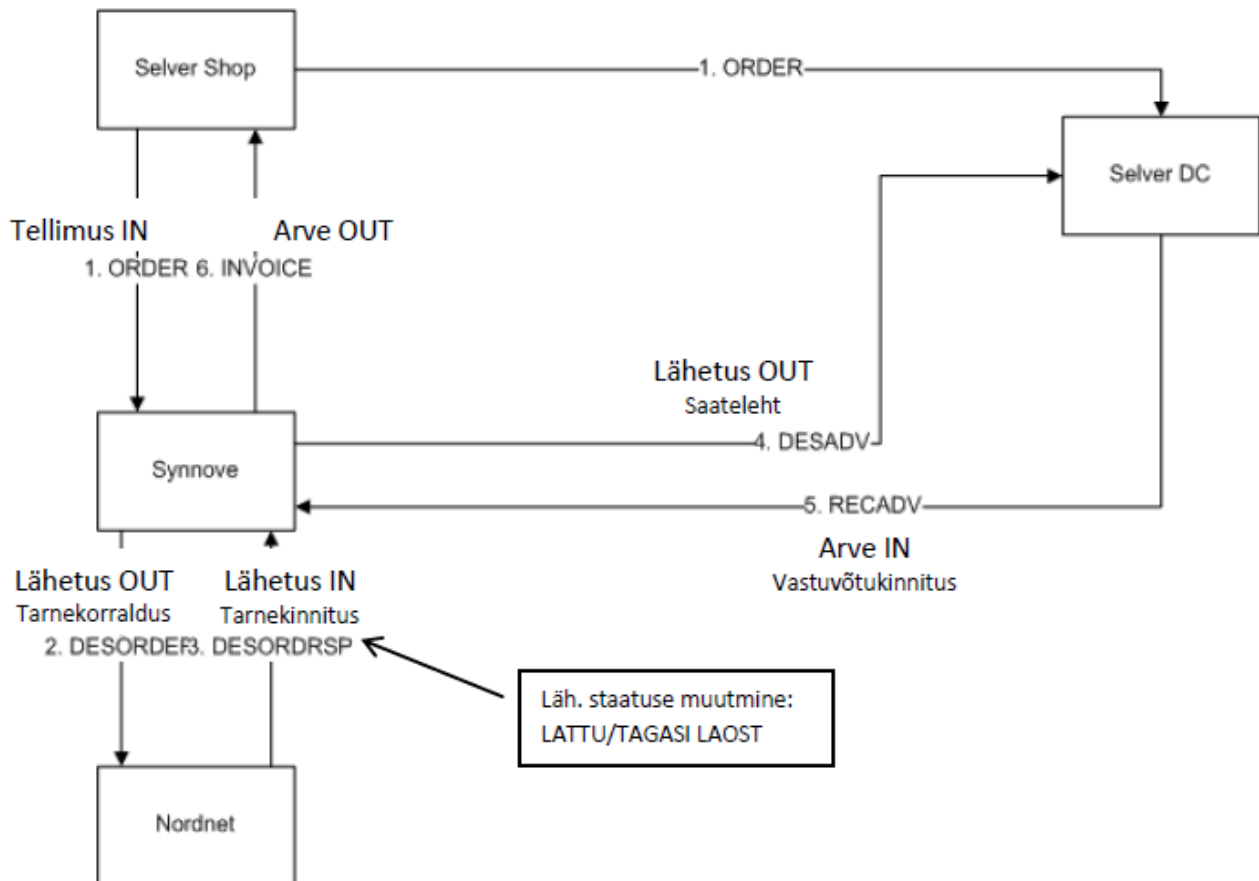 Selver Shop
1. ORDER
Selver DC
Tellimus IN
Arve OUT
1. ORDER
6. INVOICE
Lähetus OUT
Saateleht
4. DESADV
Synnove
5. RECADV
Arve IN
Vastuvõtukinnitus
Lähetus OUT
Tarnekorraldus
Lähetus IN
Tarnekinnitus
2. DESORDER
3. DESORDRSP
Läh. staatuse muutmine:
LATTU/TAGASI LAOST
Nordnet